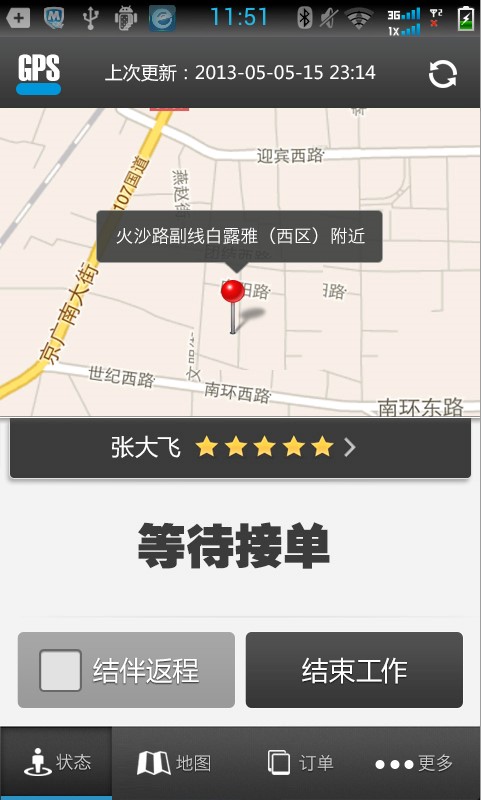 11:51
3G
1X
GPS
上次更新：2013-05-05-15 23:14
迎宾西路
107国道
燕赵街
火沙路副线白露雅（西区）附近
阳路
路
京广南大街
世纪西路
南环西路
南环东路
张大飞
等待接单
结伴返程
结束工作
状态
地图
订单
更多